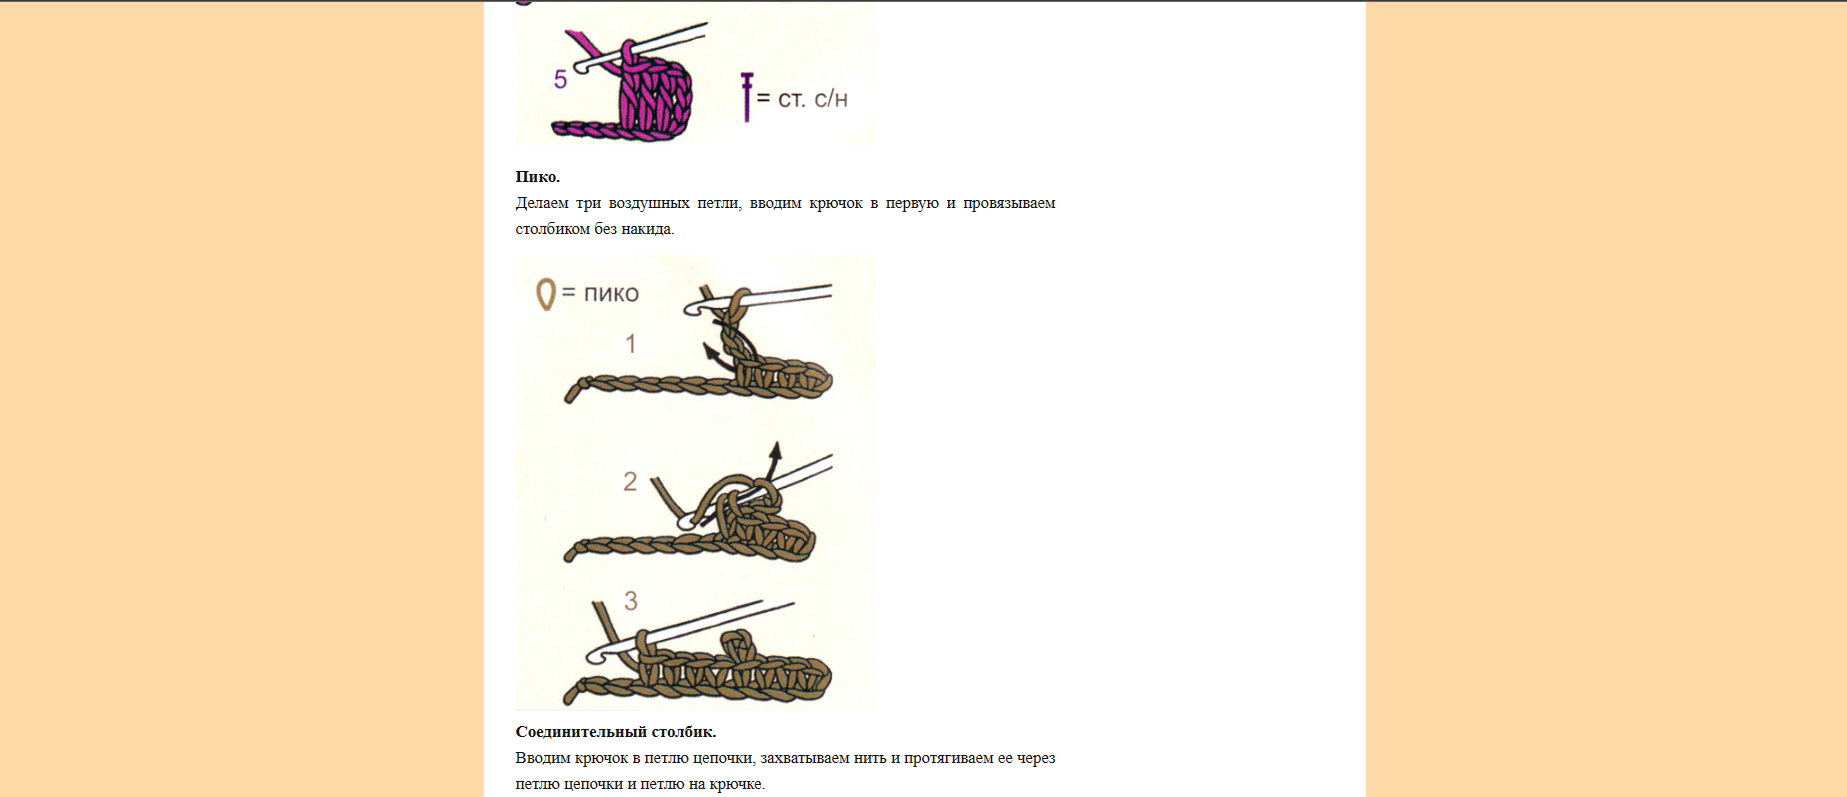 5
= ст. с/н
Пико.
Делаем три воздушных петли, вводим крючок в первую и провязываем
столбиком без накида.
= пико
1
2
3
Соединительный столбик.
Вводим крючок в петлю цепочки, захватываем нить и протягиваем ее через
петлю цепочки и петлю на крючке.